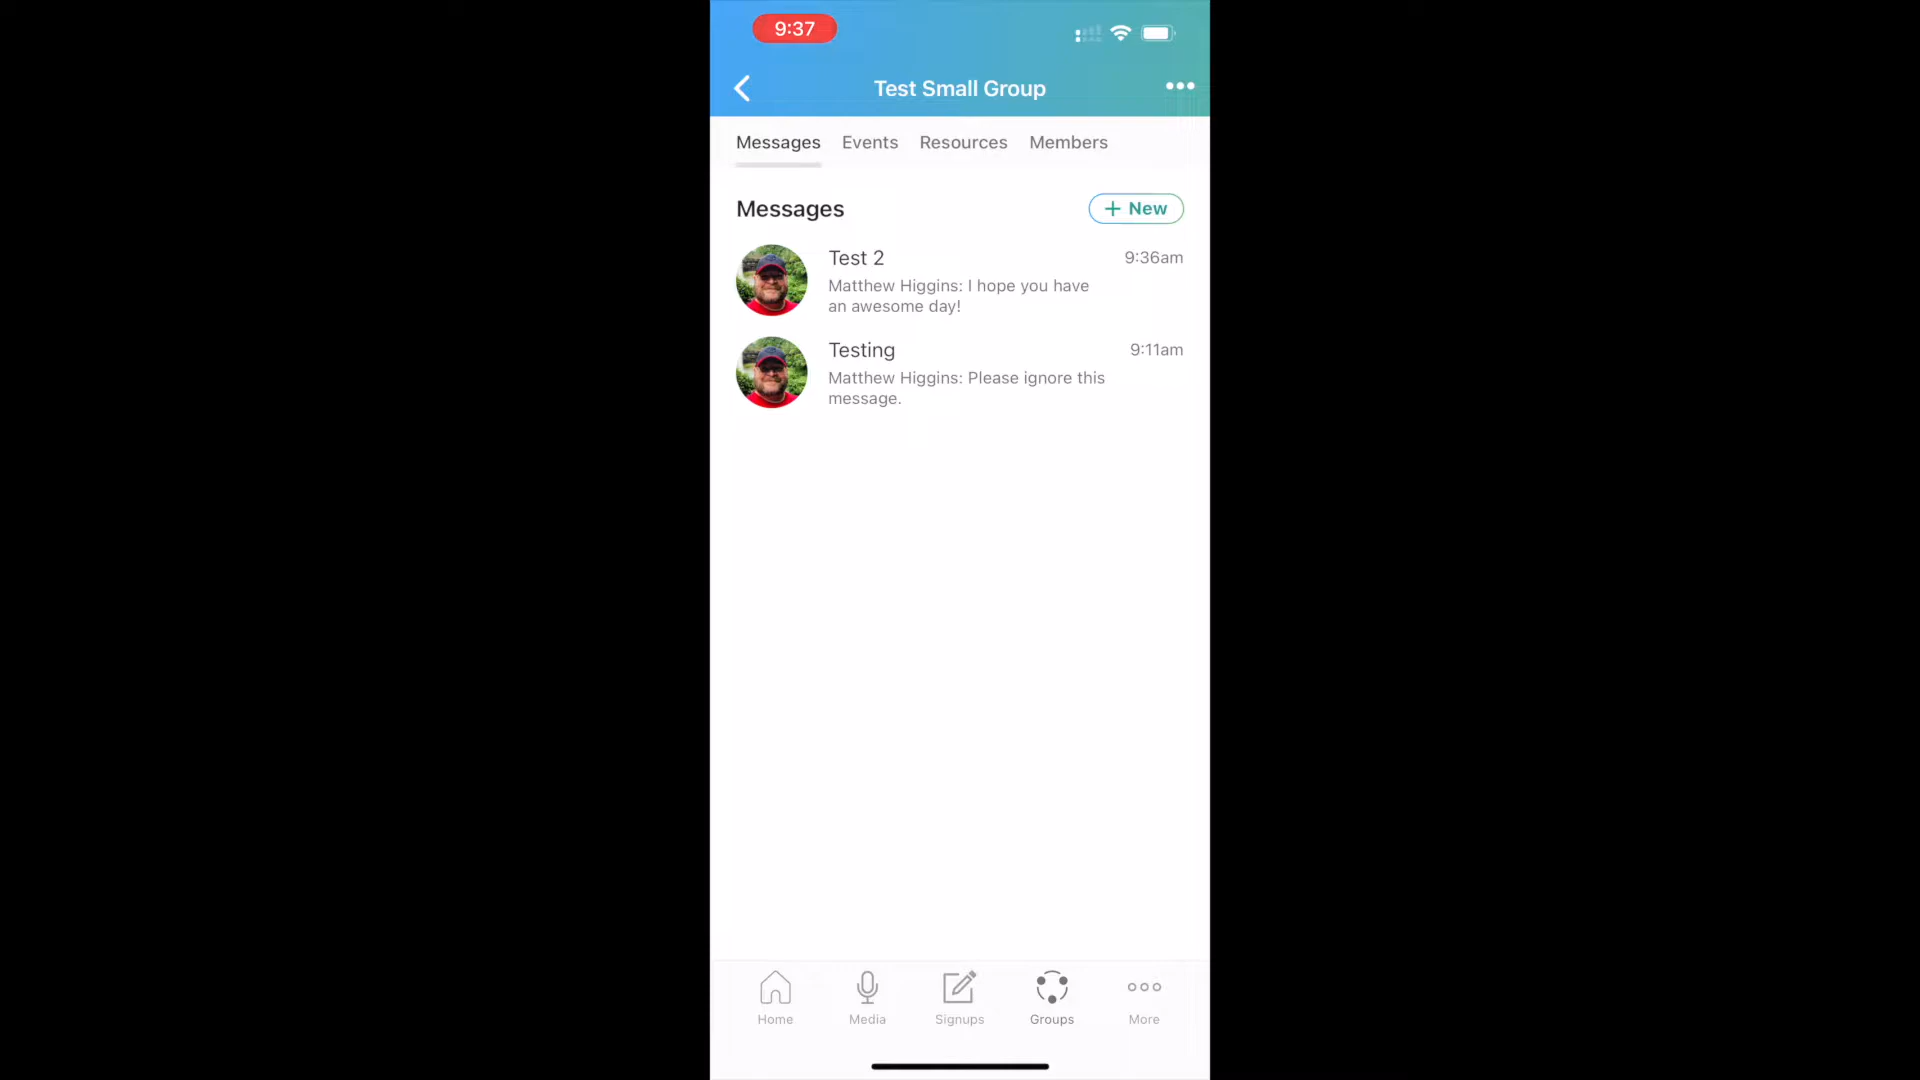 9:37
Test Small Group
Messages Events Resources Members
Messages
+ New
Test 2
9:36am
Matthew Higgins: I hope you have
an awesome day!
Testing
9:11am
Matthew Higgins: Please ignore this
message.
Home Media Signups Groups More